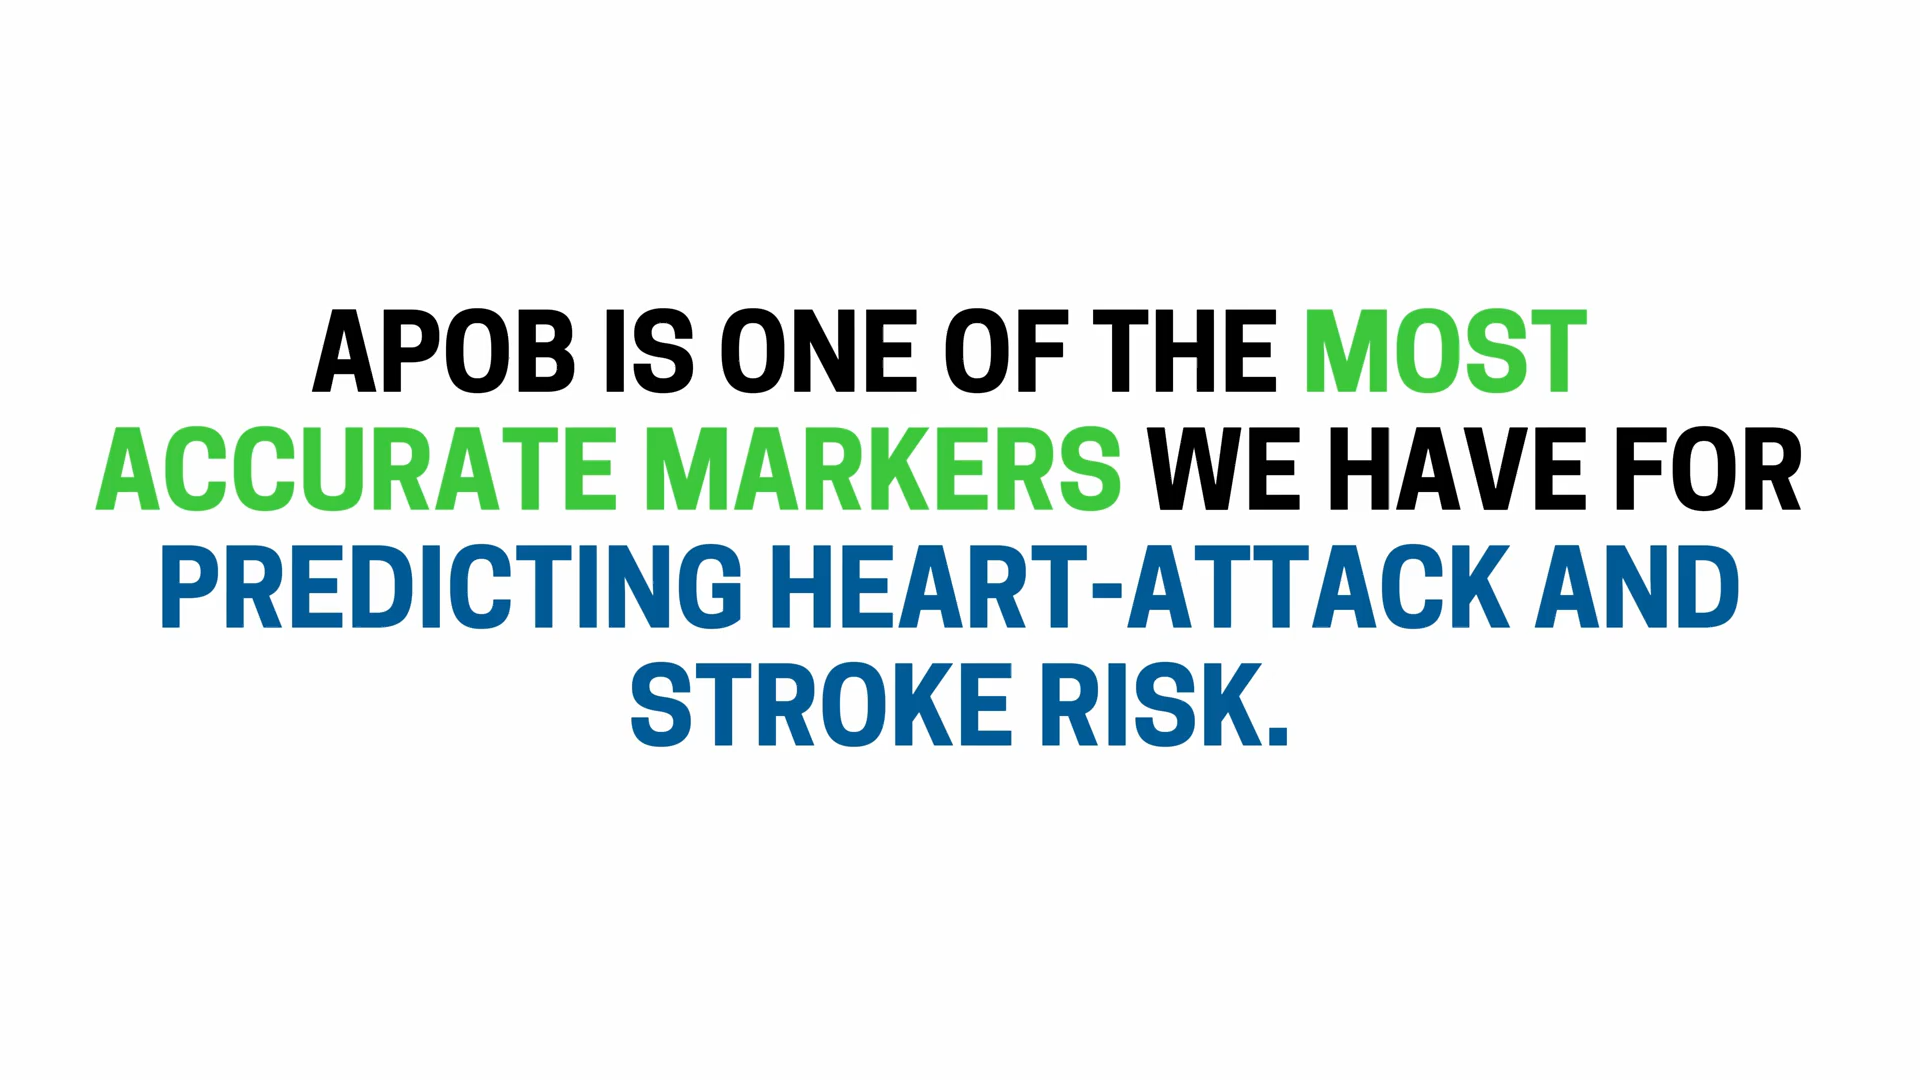 APOB IS ONE OF THE MOST
ACCURATE MARKERS WE HAVE FOR
PREDICTING HEART-ATTACK AND
STROKE RISK.